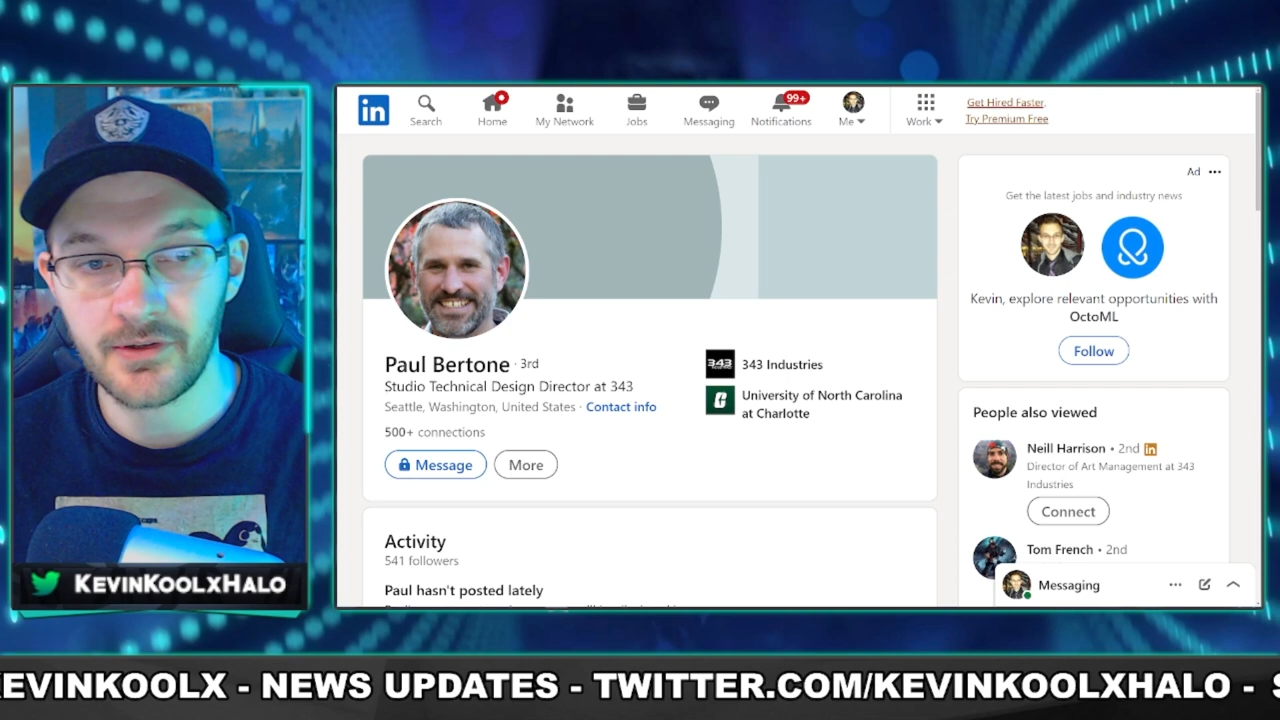 in
Search
Home
My Network
Jobs
Messaging
99+
Notifications
Me
Work
Get Hired Faster.
Try Premium Free
Ad
Get the latest jobs and industry news
Kevin, explore relevant opportunities with
OctoML
Follow
Paul Bertone · 3rd
Studio Technical Design Director at 343
Seattle, Washington, United States · Contact info
500+ connections
Message
More
343
343 Industries
University of North Carolina
at Charlotte
Activity
541 followers
Paul hasn't posted lately
People also viewed
Neill Harrison • 2nd in
Director of Art Management at 343
Industries
Connect
Tom French • 2nd
Messaging
KEVINKOOLXHALO
KEVINKOOLX - NEWS UPDATES - TWITTER.COM/KEVINKOOLXHALO - S